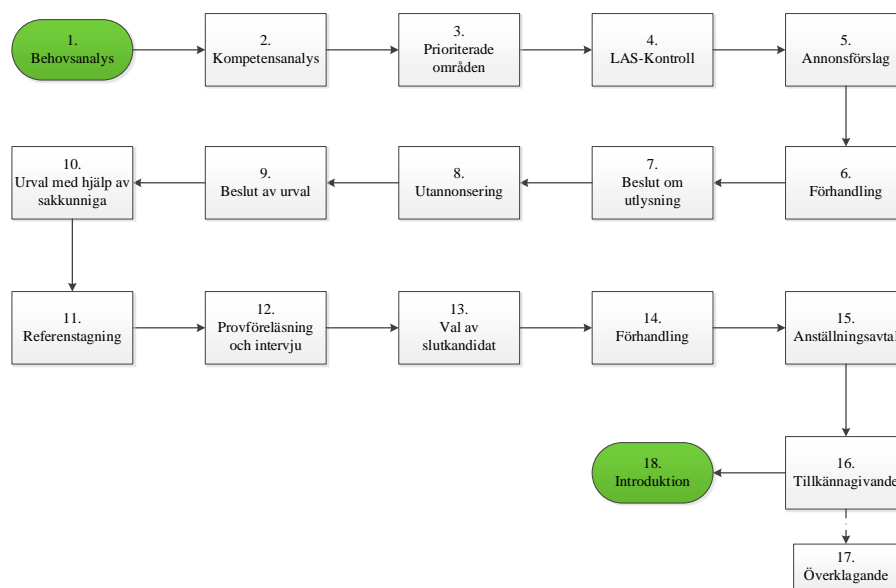 1.
Behovsanalys
2.
Kompetensanalys
3.
Prioriterade
områden
4.
LAS-Kontroll
5.
Annonsförslag
6.
Förhandling
7.
Beslut om
utlysning
8.
Utannonsering
9.
Beslut av urval
10.
Urval med hjälp av
sakkunniga
11.
Referenstagning
12.
Provföreläsning
och intervju
13.
Val av
slutkandidat
14.
Förhandling
15.
Anställningsavtal
16.
Tillkännagivande
17.
Överklagande
18.
Introduktion